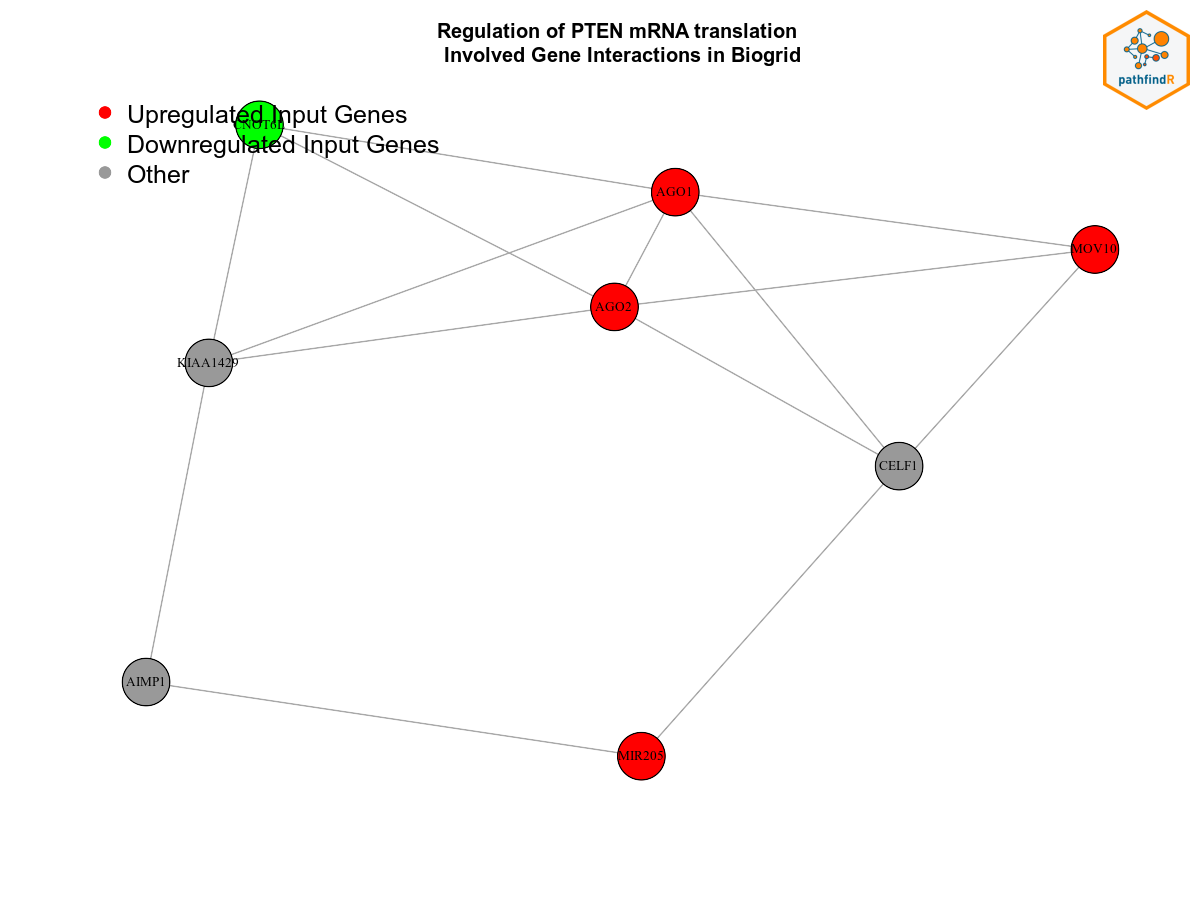 Regulation of PTEN mRNA translation
Involved Gene Interactions in Biogrid
pathfindR
Upregulated Input Genes
Downregulated Input Genes
Other
CNOT6L
AGO1
MOV10
AGO2
KIAA1429
CELF1
AIMP1
MIR205